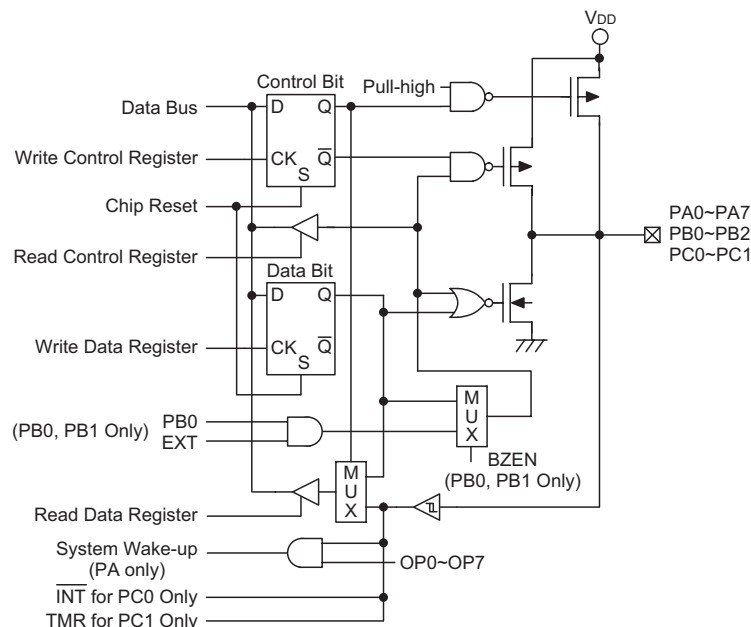 VDD
Control Bit
Pull-high
Data Bus
D Q
Write Control Register
CK Q
S
Chip Reset
PA0~PA7
PB0~PB2
PC0~PC1
Read Control Register
Data Bit
D Q
Write Data Register
CK Q
S
PB0
(PB0, PB1 Only)
EXT
M
U
X
BZEN
(PB0, PB1 Only)
M
U
X
Read Data Register
System Wake-up
(PA only)
OP0~OP7
INT for PC0 Only
TMR for PC1 Only